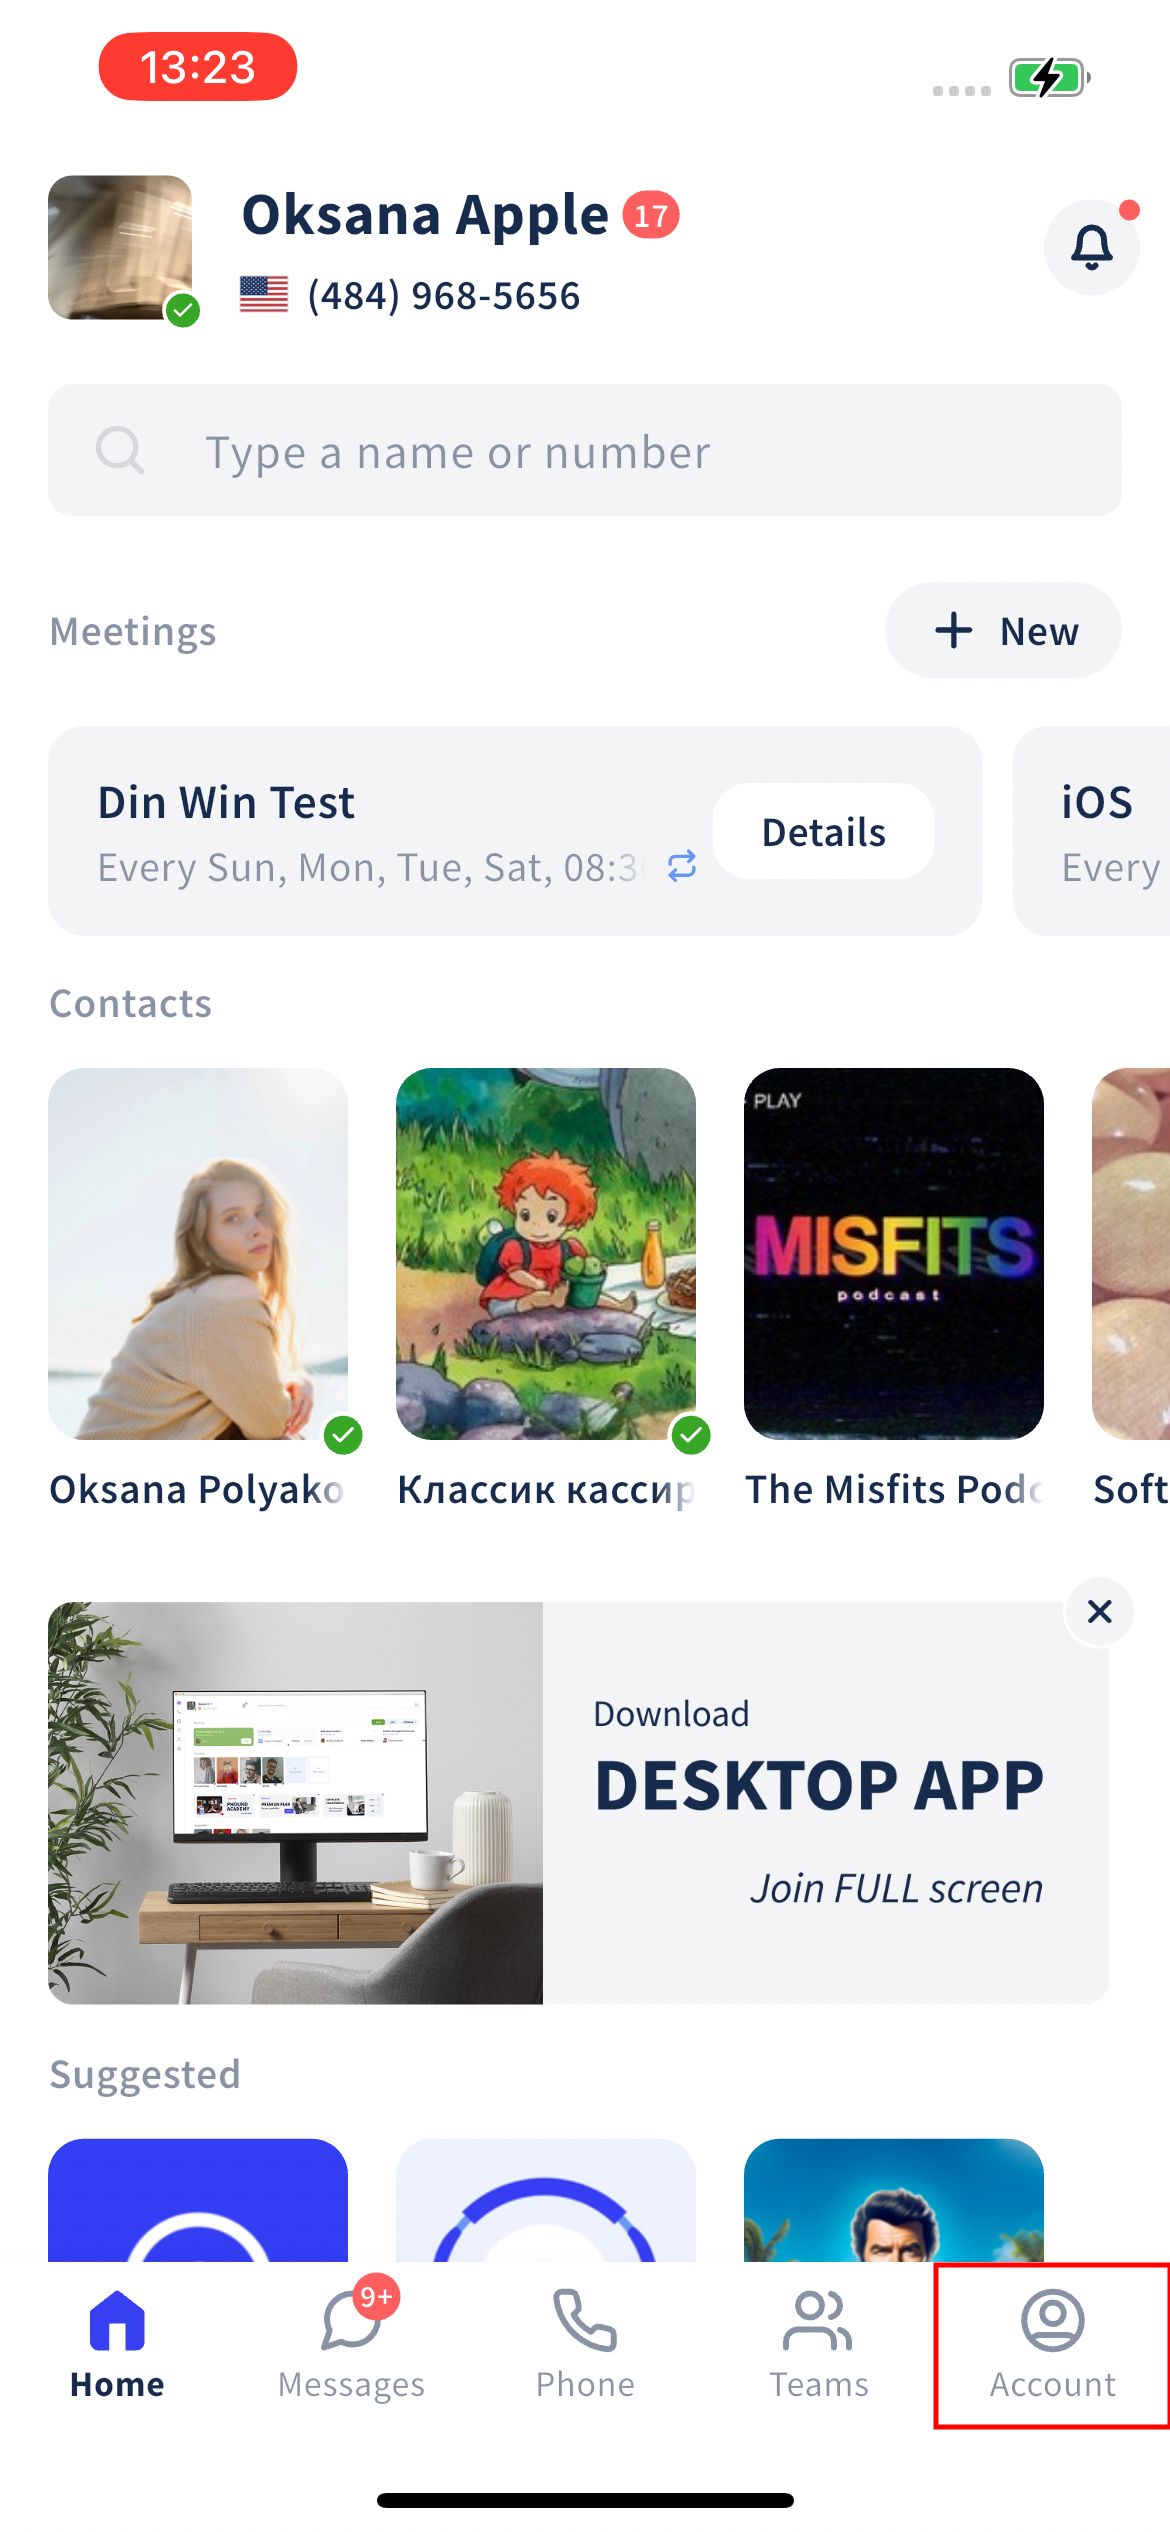 13:23
Oksana Apple 17
(484) 968-5656
Type a name or number
Meetings
New
Din Win Test
Every Sun, Mon, Tue, Sat, 08:3
Details
iOS
Every
Contacts
PLAY
MISFITS
podcast
Oksana Polyako
Классик кассир
The Misfits Podc
Soft
Download
DESKTOP APP
Join FULL screen
Suggested
9+
Home
Messages
Phone
Teams
Account